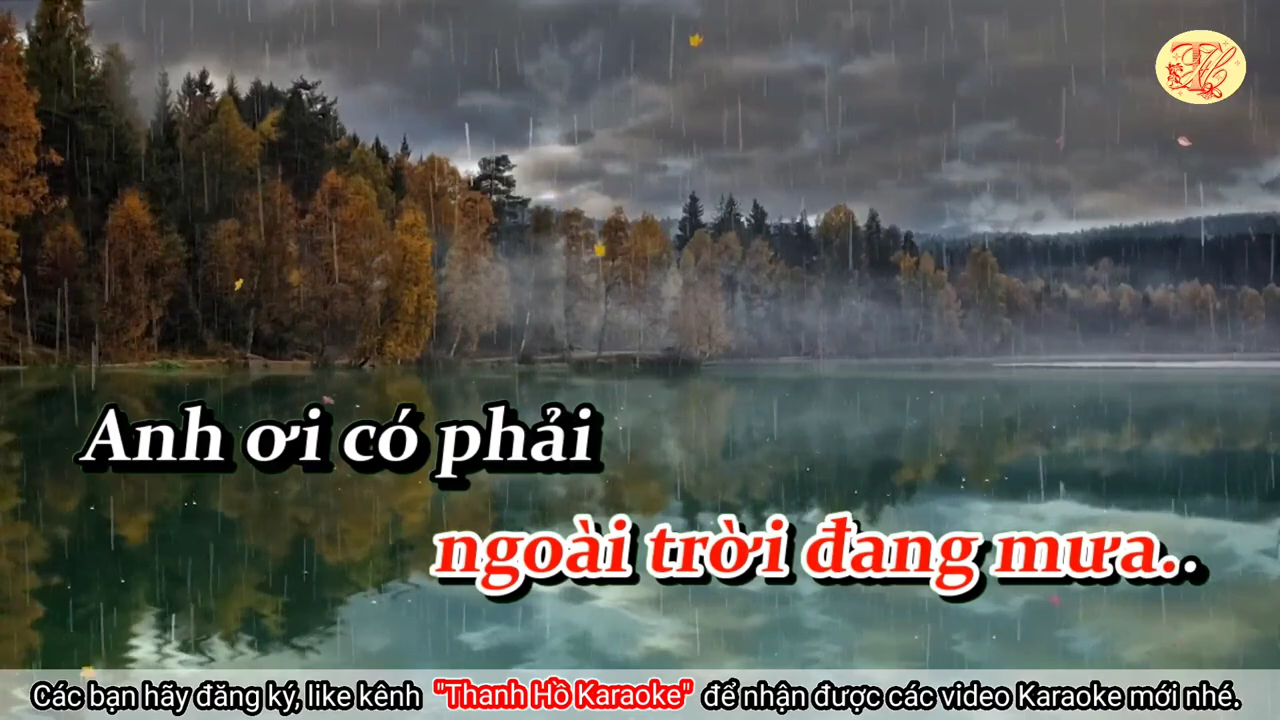 Anh ơi có phải
ngoài trời đang mưa..
Các bạn hãy đăng ký, like kênh "Thanh Hồ Karaoke" để nhận được các video Karaoke mới nhé.